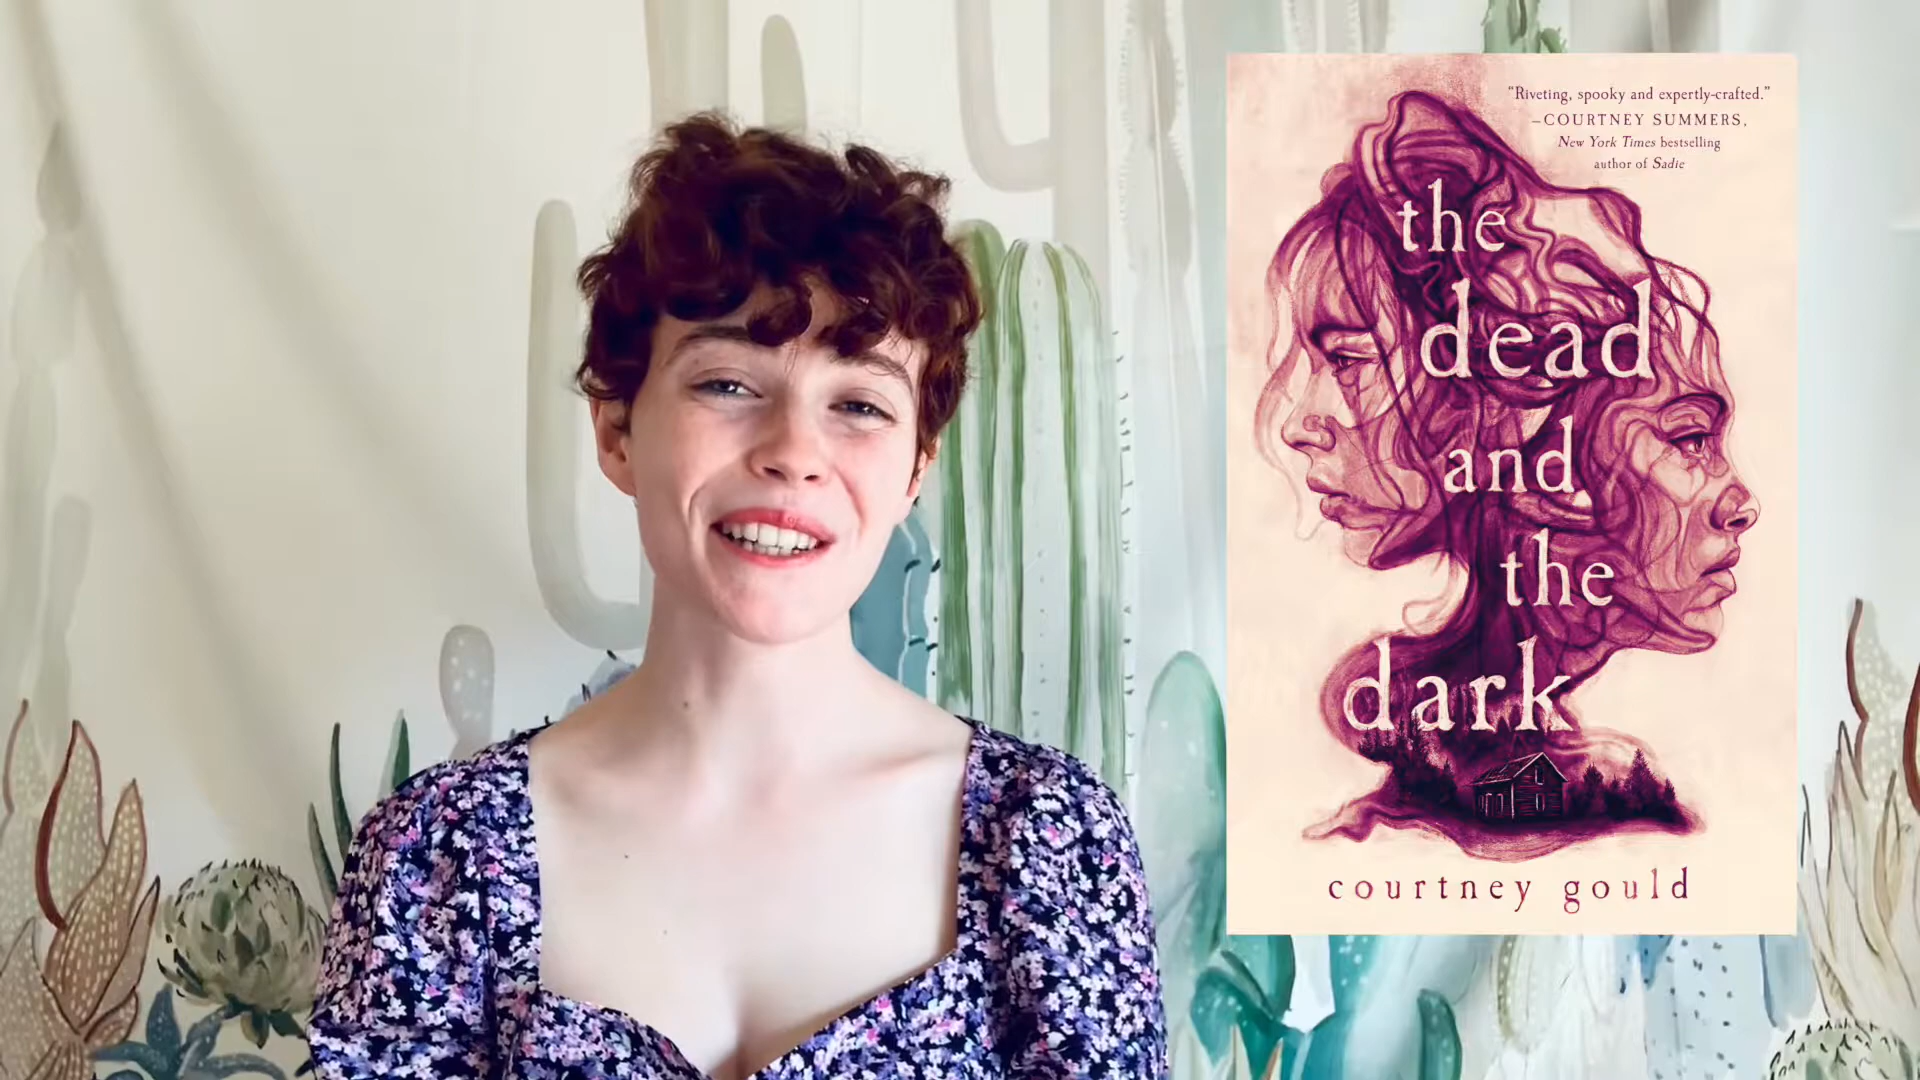 “Riveting, spooky and expertly-crafted.”
–COURTNEY SUMMERS,
New York Times bestselling
author of Sadie
the
dead
and
the
dark
courtney gould